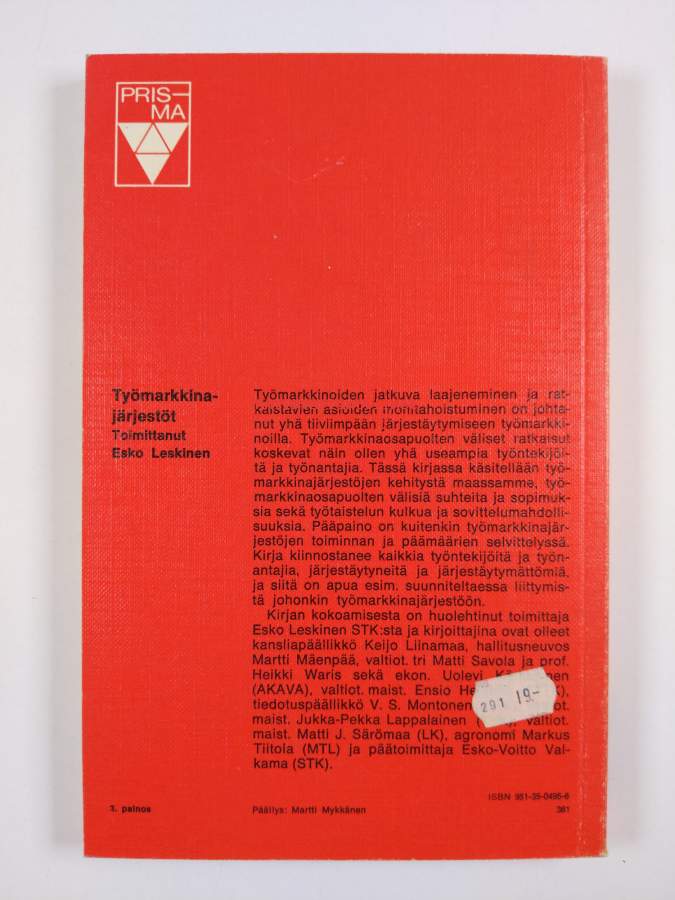 PRIS-
MA
Työmarkkina-
järjestöt
Toimittanut
Esko Leskinen
Työmarkkinoiden jatkuva laajeneminen ja rat-
kaistavien asioiden monitahoistuminen on johta-
nut yhä tiiviimpään järjestäytymiseen työmarkki-
noilla. Työmarkkinaosapuolten väliset ratkaisut
koskevat näin ollen yhä useampia työntekijöi-
tä ja työnantajia. Tässä kirjassa käsitellään työ-
markkinajärjestöjen kehitystä maassamme, työ-
markkinaosapuolten välisiä suhteita ja sopimuk-
sia sekä työtaistelun kulkua ja sovittelumahdolli-
suuksia. Pääpaino on kuitenkin työmarkkinajär-
jestöjen toiminnan ja päämäärien selvittelyssä.
Kirja kiinnostanee kaikkia työntekijöitä ja työn-
antajia, järjestäytyneitä ja järjestäytymättömiä,
ja siitä on apua esim. suunniteltaessa liittymis-
tä johonkin työmarkkinajärjestöön.
Kirjan kokoamisesta on huolehtinut toimittaja
Esko Leskinen STK:sta ja kirjoittajina ovat olleet
kansliapäällikkö Keijo Liinamaa, hallitusneuvos
Martti Mäenpää, valtiot. tri Matti Savola ja prof.
Heikki Waris sekä ekon. Uolevi
(AKAVA), valtiot. maist. Ensio
tiedotuspäällikkö V. S. Montonen
maist. Jukka-Pekka Lappalainen valtiot.
maist. Matti J. Särömaa (LK), agronomi Markus
Tiitola (MTL) ja päätoimittaja Esko-Voitto Val-
kama (STK).
291 19:-
ISBN 951-35-0495-6
3. painos
Päällys: Martti Mykkänen
361